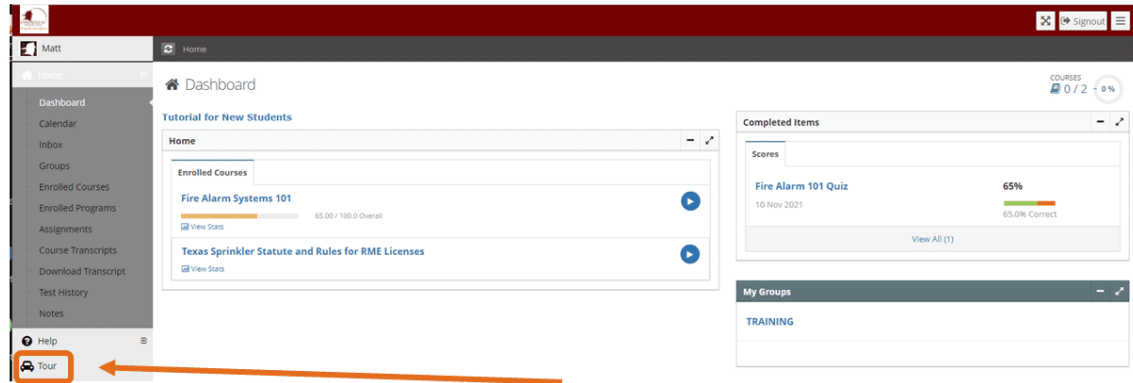 Signout
Matt
Home
Home
Dashboard
Calendar
Inbox
Groups
Enrolled Courses
Enrolled Programs
Assignments
Course Transcripts
Download Transcript
Test History
Notes
Help
Tour
Dashboard
COURSES
0 / 2 - 0 %
Tutorial for New Students
Home
Enrolled Courses
Fire Alarm Systems 101
65.00 / 100.0 Overall
View Stats
Texas Sprinkler Statute and Rules for RME Licenses
View Stats
Completed Items
Scores
Fire Alarm 101 Quiz
65%
10 Nov 2021
65.0% Correct
View All (1)
My Groups
TRAINING